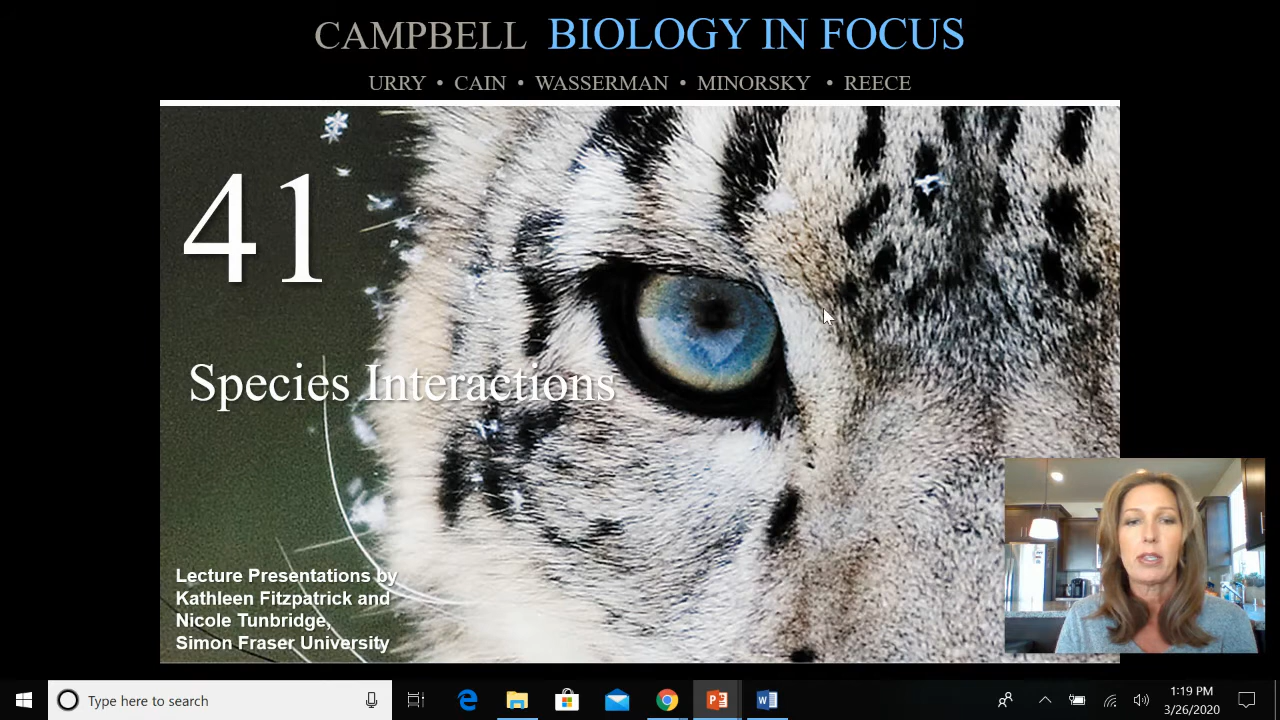 CAMPBELL BIOLOGY IN FOCUS
URRY • CAIN • WASSERMAN • MINORSKY • REECE
41
Species Interactions
Lecture Presentations by
Kathleen Fitzpatrick and
Nicole Tunbridge,
Simon Fraser University
Type here to search
1:19 PM
3/26/2020